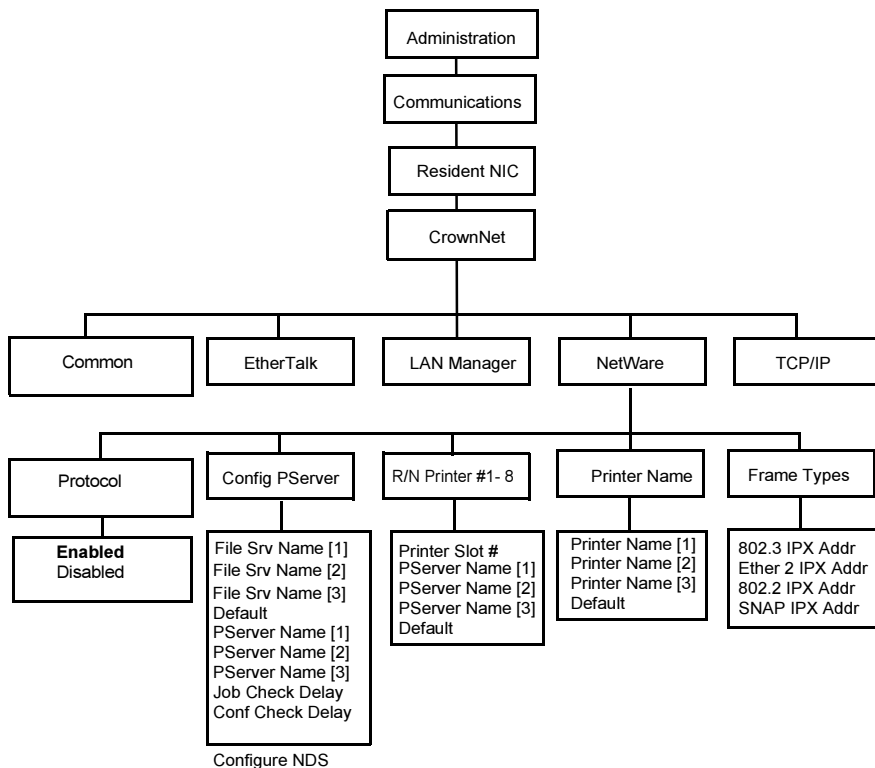 Administration
Communications
Resident NIC
CrownNet
Common
EtherTalk
LAN Manager
NetWare
TCP/IP
Protocol
Config PServer
R/N Printer #1- 8
Printer Name
Frame Types
Enabled
Disabled
File Srv Name [1]
File Srv Name [2]
File Srv Name [3]
Default
PServer Name [1]
PServer Name [2]
PServer Name [3]
Job Check Delay
Conf Check Delay
Configure NDS
Printer Slot #
PServer Name [1]
PServer Name [2]
PServer Name [3]
Default
Printer Name [1]
Printer Name [2]
Printer Name [3]
Default
802.3 IPX Addr
Ether 2 IPX Addr
802.2 IPX Addr
SNAP IPX Addr